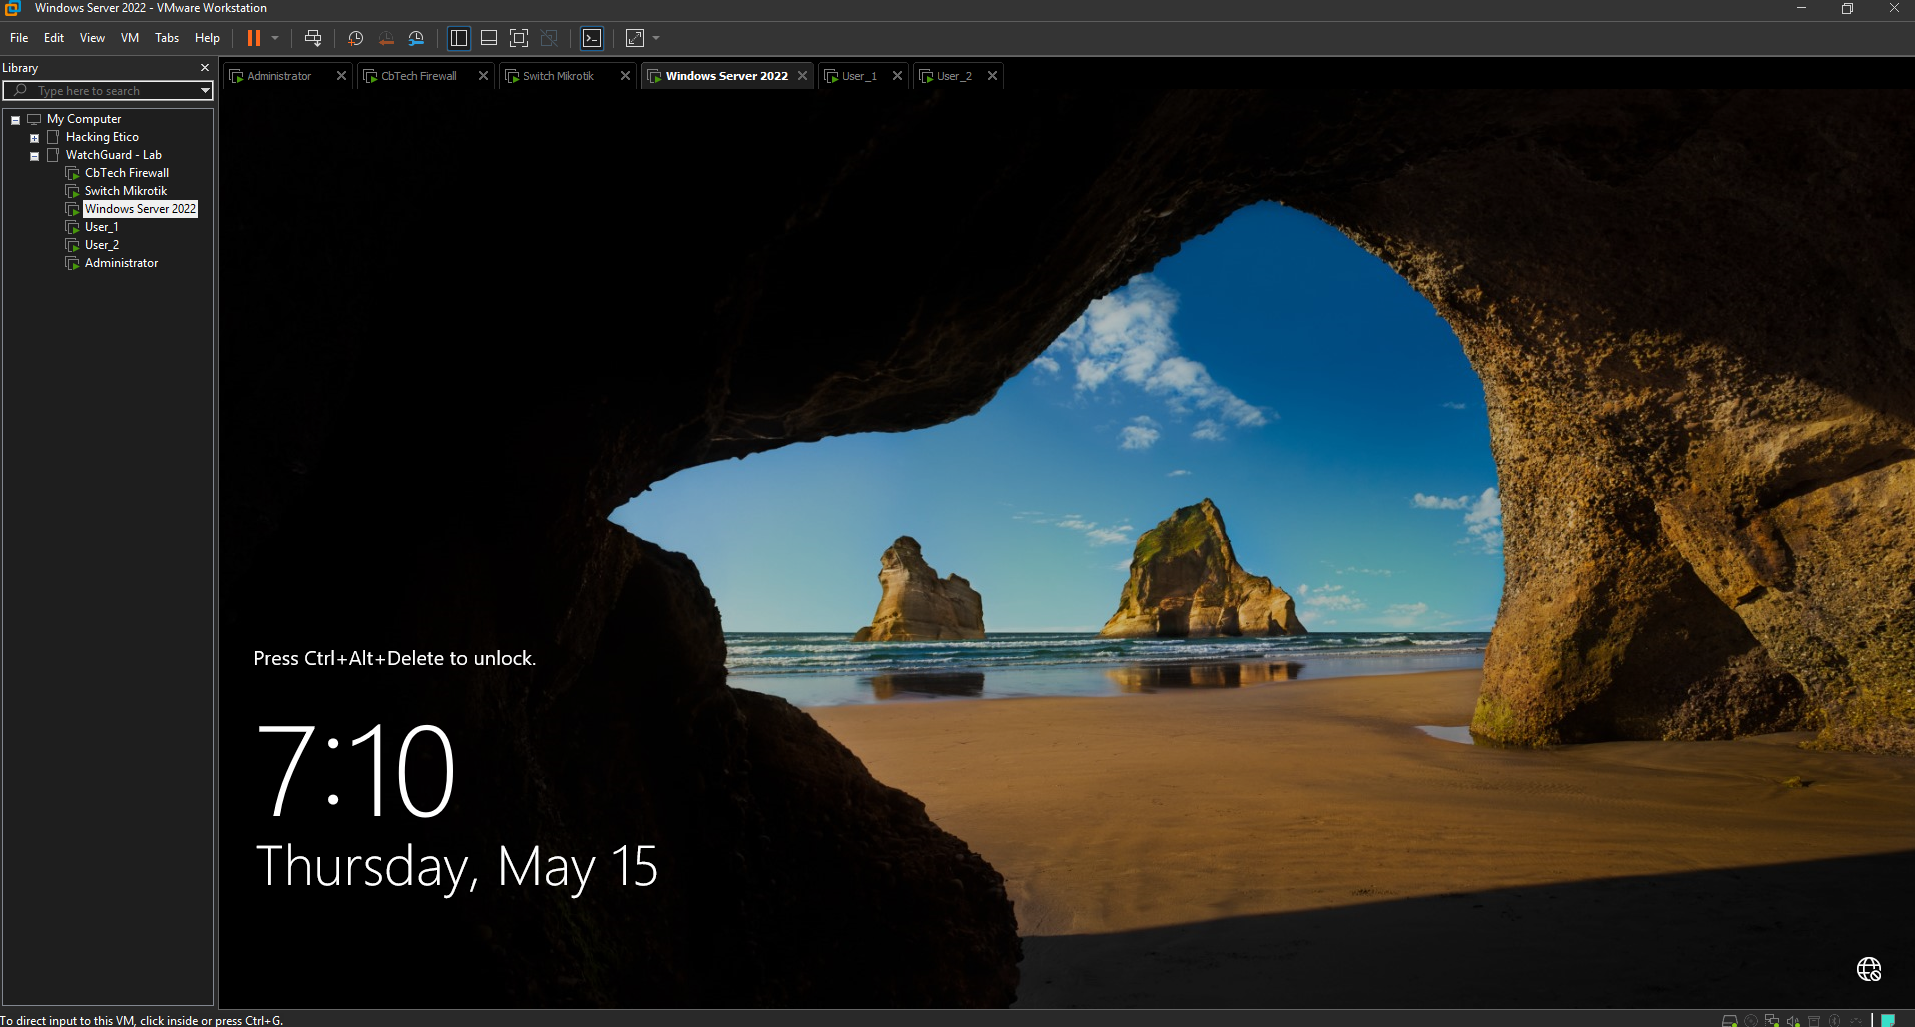 Windows Server 2022 - VMware Workstation
File Edit View VM Tabs Help
Library
Type here to search
My Computer
Hacking Etico
WatchGuard - Lab
CbTech Firewall
Switch Mikrotik
Windows Server 2022
User_1
User_2
Administrator
Administrator CbTech Firewall Switch Mikrotik Windows Server 2022 User_1 User_2
Press Ctrl+Alt+Delete to unlock.
7:10
Thursday, May 15
To direct input to this VM, click inside or press Ctrl+G.